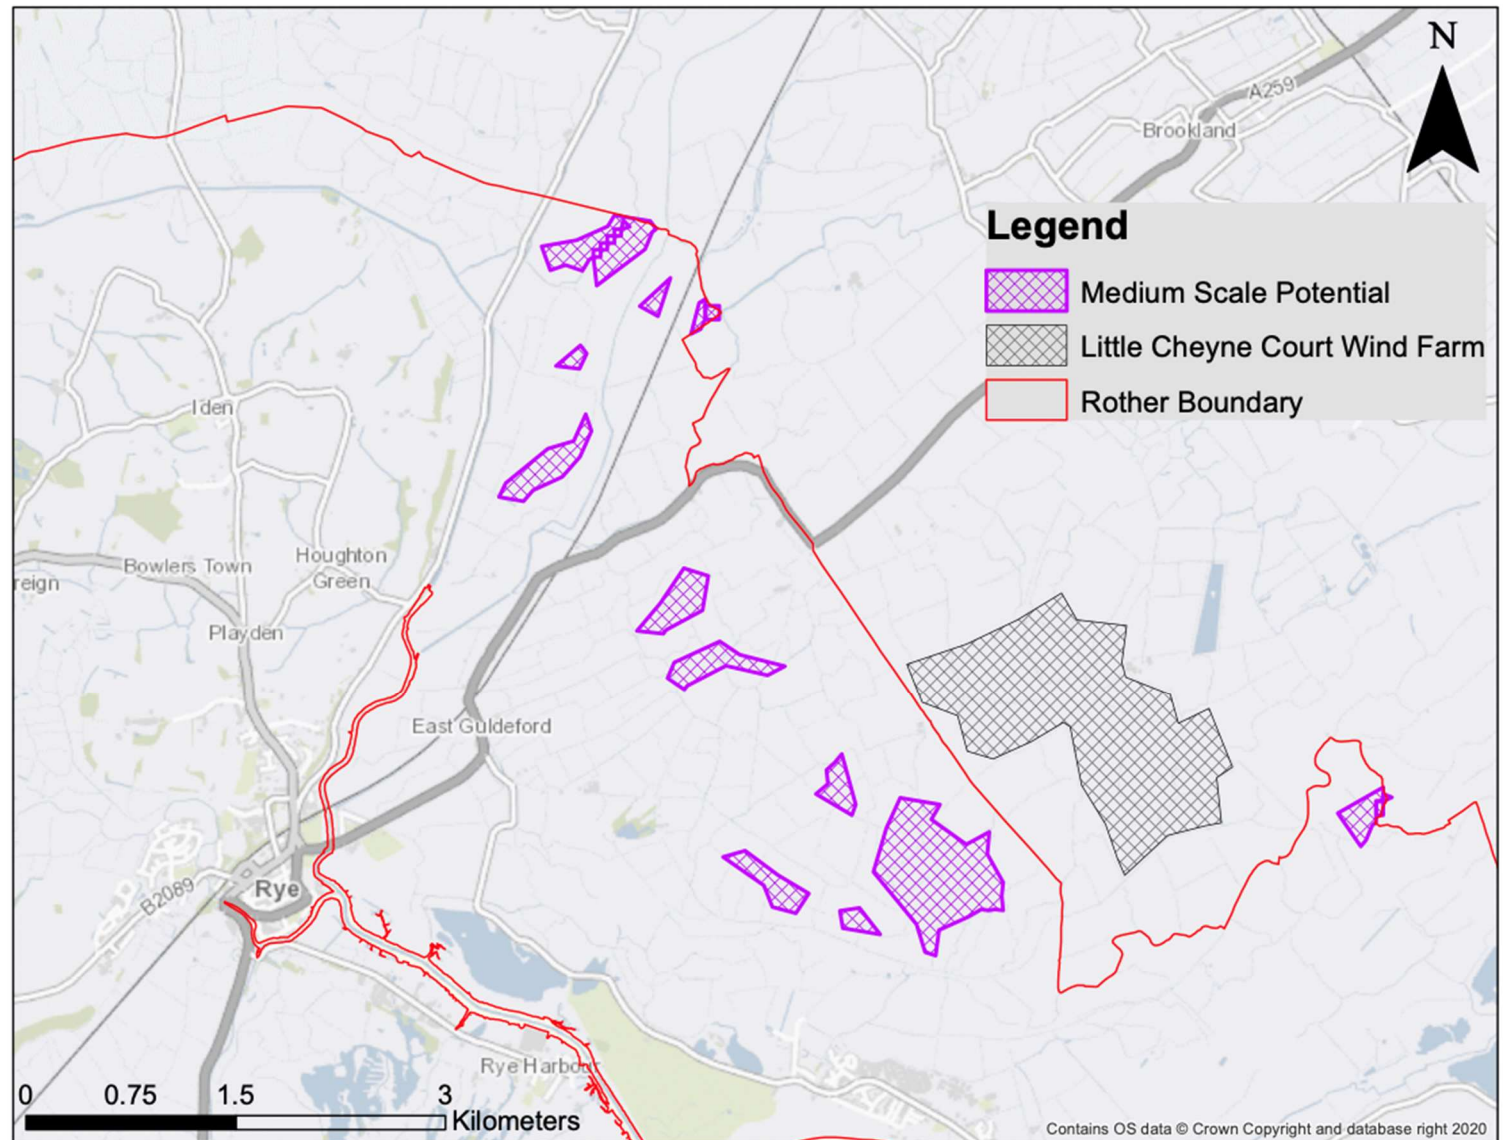 N
A259
Brookland
Legend
Medium Scale Potential
Little Cheyne Court Wind Farm
Rother Boundary
Iden
Bowlers Town
Houghton
Green
reign
Playden
East Guldeford
B2089
Rye
Rye Harbour
0 0.75 1.5 3
Kilometers
Contains OS data © Crown Copyright and database right 2020